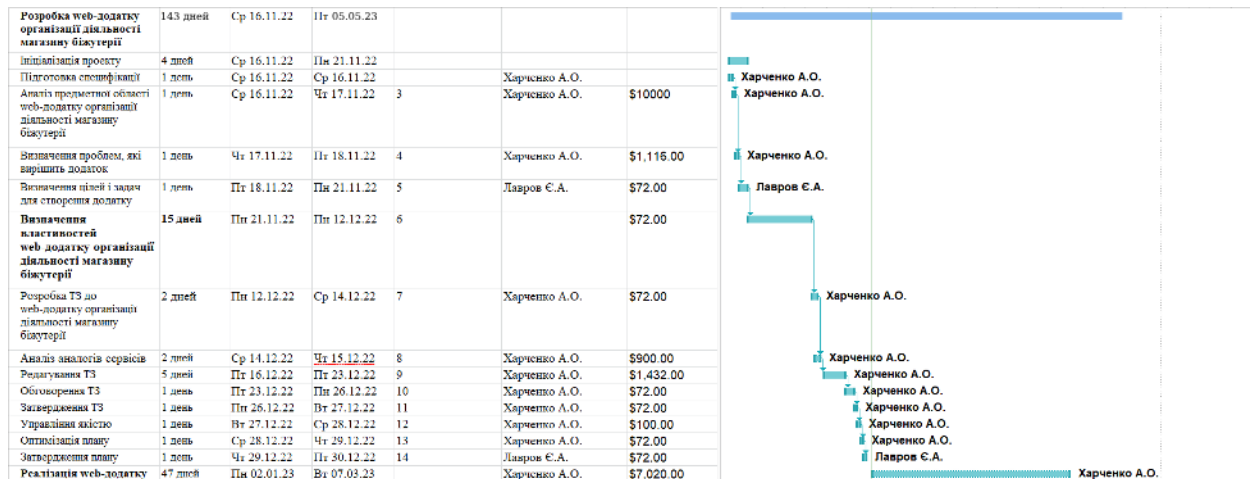 Розробка web-додатку 143 дней Ср 16.11.22 Пт 05.05.23
організації діяльності
магазину біжутерії
Ініціалізація проекту 4 дней Ср 16.11.22 Пн 21.11.22
Підготовка специфікації 1 день Ср 16.11.22 Ср 16.11.22 Харченко А.О. Харченко А.О.
Аналіз предметної області 1 день Ср 16.11.22 Чт 17.11.22 3 Харченко А.О. $10000 Харченко А.О.
web-додатку організації
діяльності магазину
біжутерії
Визначення проблем, які 1 день Чт 17.11.22 Пт 18.11.22 4 Харченко А.О. $1,116.00 Харченко А.О.
вирішить додаток
Визначення цілей і задач 1 день Пт 18.11.22 Пн 21.11.22 5 Лавров Є.А. $72.00 Лавров Є.А.
для створення додатку
Визначення 15 дней Пн 21.11.22 Пн 12.12.22 6 $72.00
властивостей
web додатку організації
діяльності магазину
біжутерії
Розробка ТЗ до 2 дней Пн 12.12.22 Ср 14.12.22 7 Харченко А.О. $72.00 Харченко А.О.
web-додатку організації
діяльності магазину
біжутерії
Аналіз аналогів сервісів 2 дней Ср 14.12.22 Чт 15.12.22 8 Харченко А.О. $900.00 Харченко А.О.
Редагування ТЗ 5 дней Пт 16.12.22 Пт 23.12.22 9 Харченко А.О. $1,432.00 Харченко А.О.
Обговорення ТЗ 1 день Пт 23.12.22 Пн 26.12.22 10 Харченко А.О. $72.00 Харченко А.О.
Затвердження ТЗ 1 день Пн 26.12.22 Вт 27.12.22 11 Харченко А.О. $72.00 Харченко А.О.
Управління якістю 1 день Вт 27.12.22 Ср 28.12.22 12 Харченко А.О. $100.00 Харченко А.О.
Оптимізація плану 1 день Ср 28.12.22 Чт 29.12.22 13 Харченко А.О. $72.00 Харченко А.О.
Затвердження плану 1 день Чт 29.12.22 Пт 30.12.22 14 Лавров Є.А. $72.00 Лавров Є.А.
Реалізація web-додатку 47 дней Пн 02.01.23 Вт 07.03.23 Харченко А.О. $7,020.00 Харченко А.О.